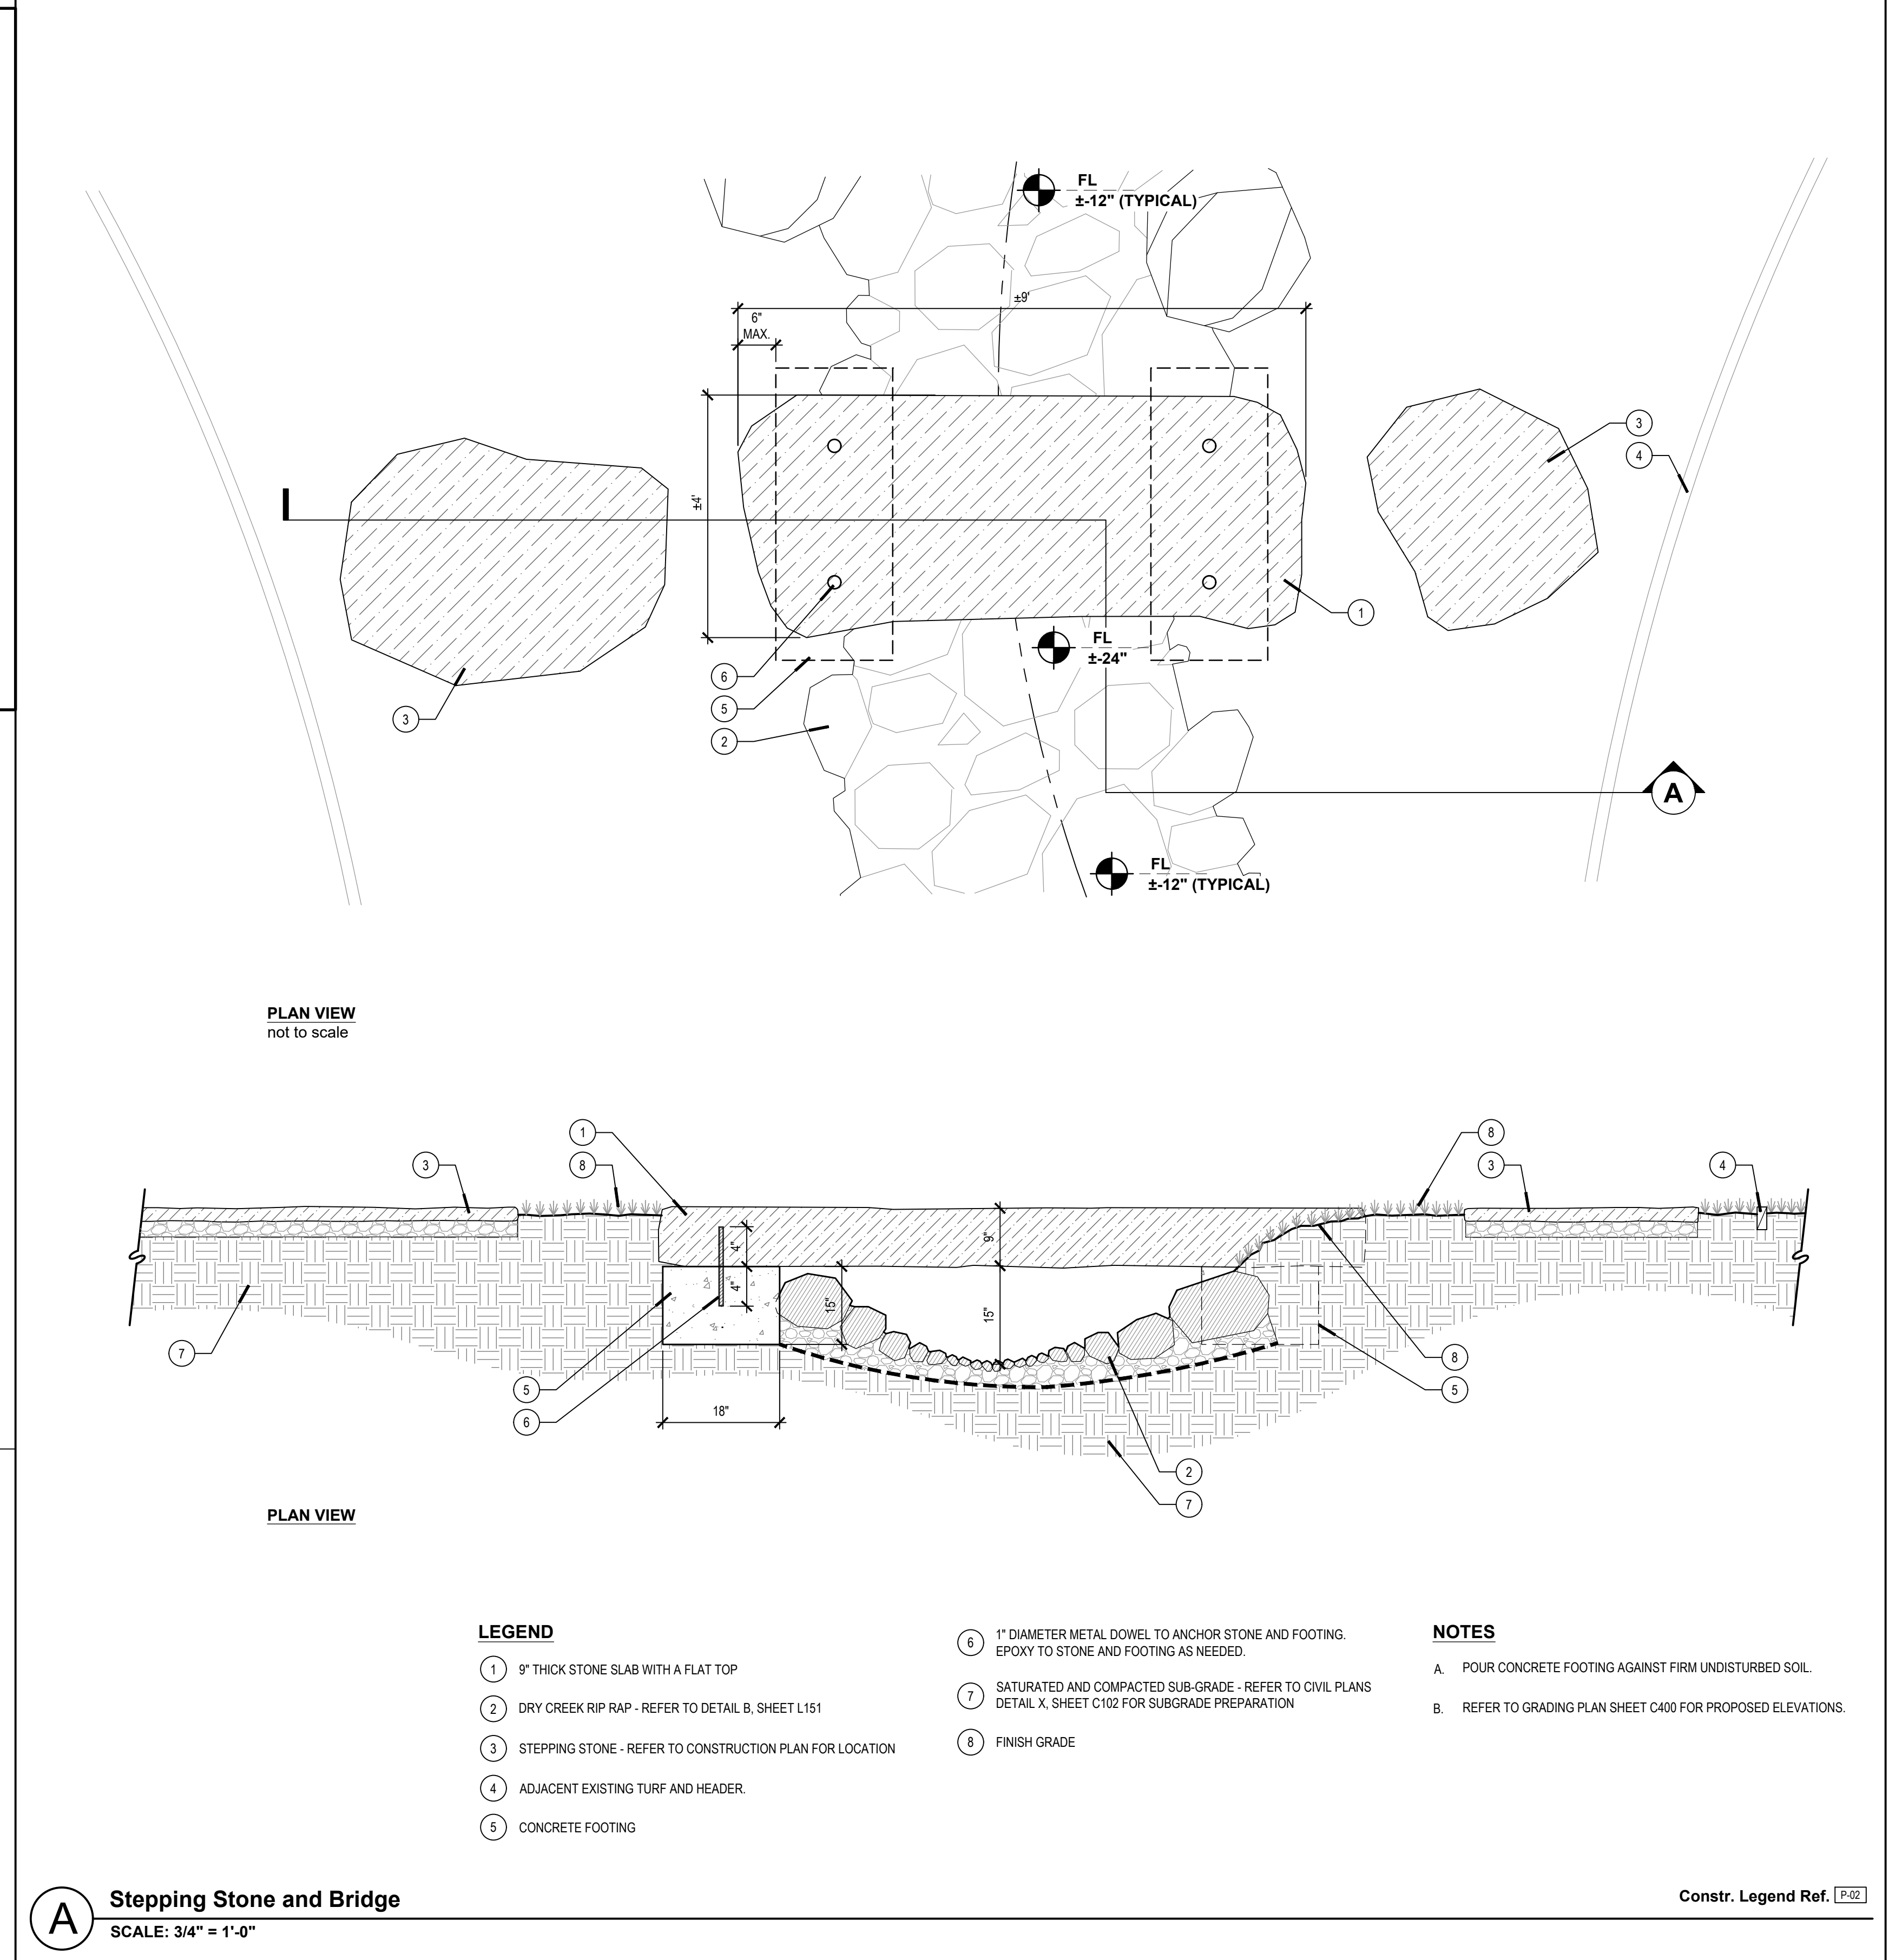 FL
±-12" (TYPICAL)
±9'
6"
MAX.
3
4
±4'
1
FL
±-24"
6
5
2
3
A
FL
±-12" (TYPICAL)
PLAN VIEW
not to scale
1
8
3
8
3
4
4"
9"
4"
15"
15"
7
8
5
5
6
18"
2
7
PLAN VIEW
LEGEND
1 9" THICK STONE SLAB WITH A FLAT TOP
2 DRY CREEK RIP RAP - REFER TO DETAIL B, SHEET L151
3 STEPPING STONE - REFER TO CONSTRUCTION PLAN FOR LOCATION
4 ADJACENT EXISTING TURF AND HEADER.
5 CONCRETE FOOTING
6 1" DIAMETER METAL DOWEL TO ANCHOR STONE AND FOOTING.
EPOXY TO STONE AND FOOTING AS NEEDED.
7 SATURATED AND COMPACTED SUB-GRADE - REFER TO CIVIL PLANS
DETAIL X, SHEET C102 FOR SUBGRADE PREPARATION
8 FINISH GRADE
NOTES
A. POUR CONCRETE FOOTING AGAINST FIRM UNDISTURBED SOIL.
B. REFER TO GRADING PLAN SHEET C400 FOR PROPOSED ELEVATIONS.
A
Stepping Stone and Bridge
SCALE: 3/4" = 1'-0"
Constr. Legend Ref. P-02